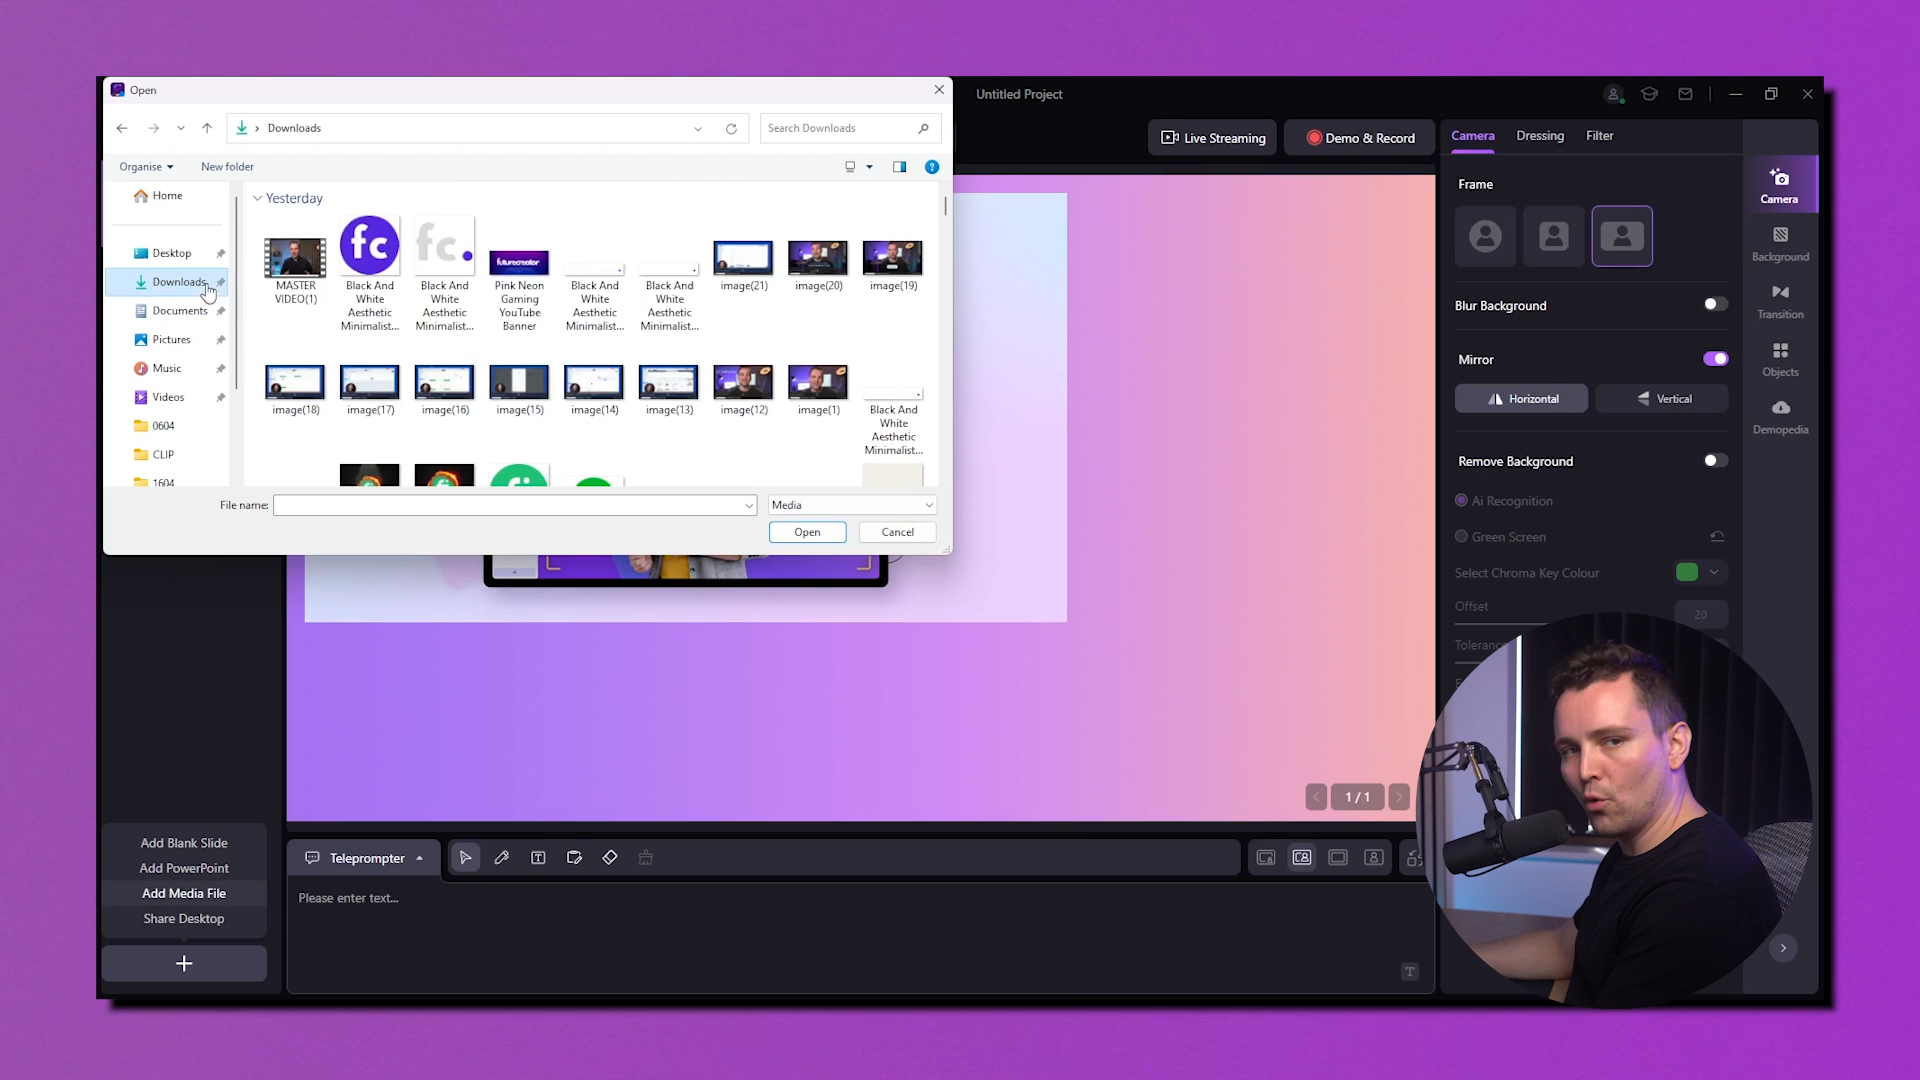 Open
Untitled Project
Downloads
Search Downloads
Organise
New folder
Home
Desktop
Downloads
Documents
Pictures
Music
Videos
0604
CLIP
1604
Yesterday
fc
fc.
futurecreator
MASTER
VIDEO(1)
Black And
White
Aesthetic
Minimalist...
Black And
White
Aesthetic
Minimalist...
Pink Neon
Gaming
YouTube
Banner
Black And
White
Aesthetic
Minimalist...
Black And
White
Aesthetic
Minimalist...
image(21)
image(20)
image(19)
image(18)
image(17)
image(16)
image(15)
image(14)
image(13)
image(12)
image(1)
Black And
White
Aesthetic
Minimalist...
File name:
Media
Open
Cancel
Live Streaming
Demo & Record
Camera
Dressing
Filter
Frame
Blur Background
Mirror
Horizontal
Vertical
Remove Background
Ai Recognition
Green Screen
Select Chroma Key Colour
Offset
20
Camera
Background
Transition
Objects
Demopedia
1 / 1
Add Blank Slide
Add PowerPoint
Add Media File
Share Desktop
+
Teleprompter
Please enter text...